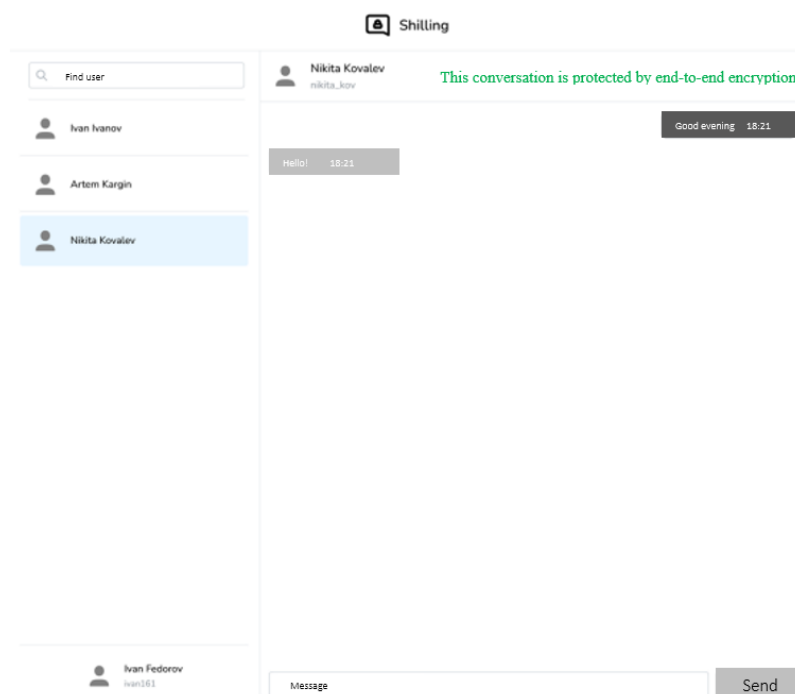 Shilling
Find user
Ivan Ivanov
Artem Kargin
Nikita Kovalev
Ivan Fedorov
ivan161
Nikita Kovalev
nikita_kov
This conversation is protected by end-to-end encryption
Good evening 18:21
Hello! 18:21
Message
Send